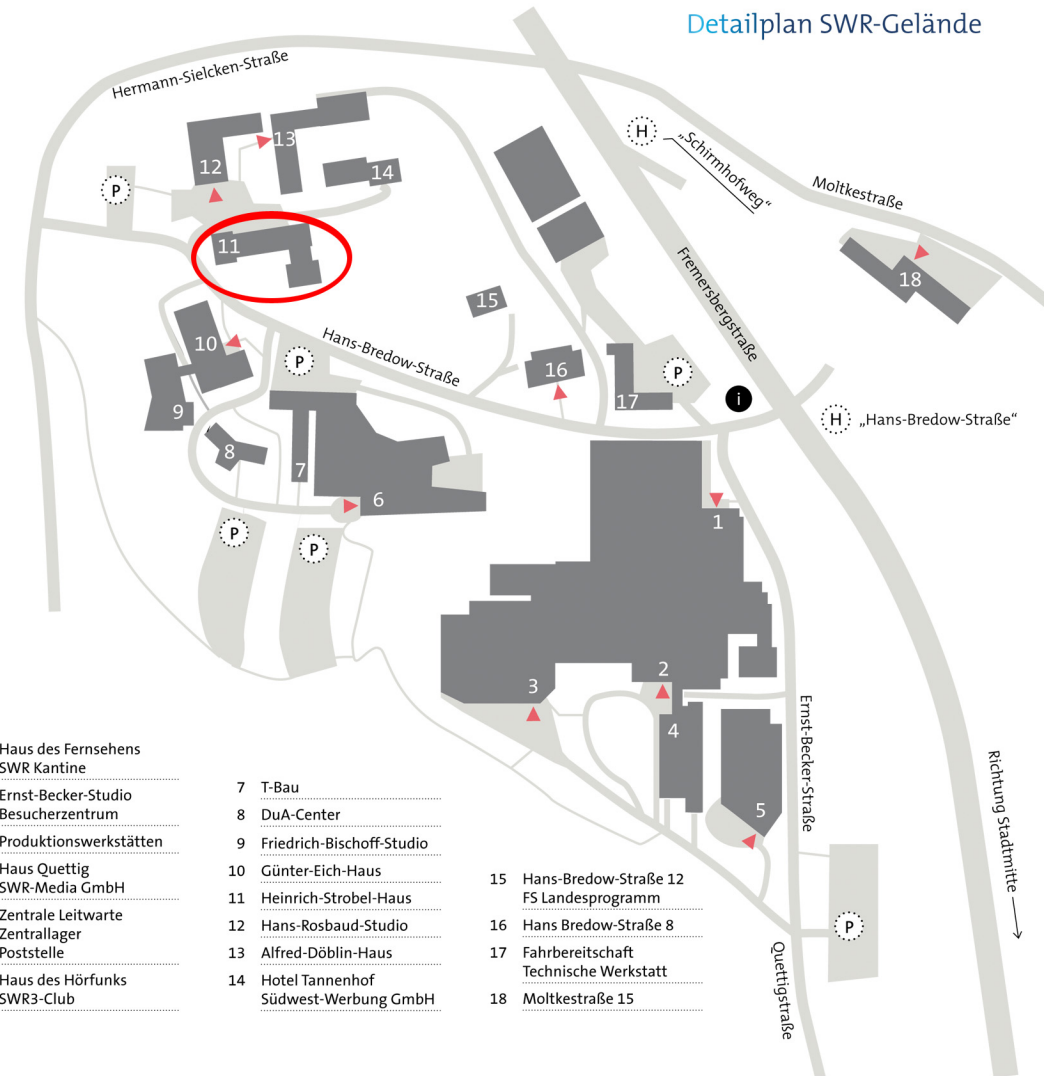 Detailplan SWR-Gelände
Hermann-Sielcken-Straße
H
„Schirmhofweg“
Moltkestraße
12
13
14
P
11
18
Fremersbergstraße
15
10
Hans-Bredow-Straße
P
16
P
17
i
9
8
7
H „Hans-Bredow-Straße“
6
1
P
P
2
3
4
Ernst-Becker-Straße
5
Richtung Stadtmitte
P
Quettigstraße
Haus des Fernsehens
SWR Kantine
Ernst-Becker-Studio
Besucherzentrum
Produktionswerkstätten
Haus Quettig
SWR-Media GmbH
Zentrale Leitwarte
Zentrallager
Poststelle
Haus des Hörfunks
SWR3-Club
7 T-Bau
8 DuA-Center
9 Friedrich-Bischoff-Studio
10 Günter-Eich-Haus
11 Heinrich-Strobel-Haus
12 Hans-Rosbaud-Studio
13 Alfred-Döblin-Haus
14 Hotel Tannenhof
Südwest-Werbung GmbH
15 Hans-Bredow-Straße 12
FS Landesprogramm
16 Hans Bredow-Straße 8
17 Fahrbereitschaft
Technische Werkstatt
18 Moltkestraße 15